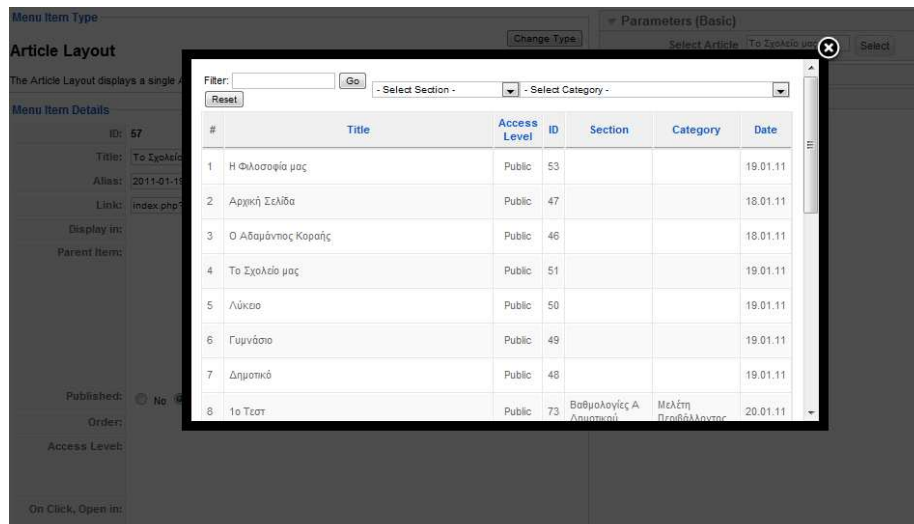 Menu Item Type
Parameters (Basic)
Change Type
Select Article Το Σχολείο μας Select
Article Layout
The Article Layout displays a single
Menu Item Details
ID: 57
Title: Το Σχολείο
Alias: 2011-01-19
Link: index.php?
Display in:
Parent Item:
Published: No
Order:
Access Level:
On Click, Open in:
Filter: Go - Select Section - - Select Category -
Reset
# Title Access Level ID Section Category Date
1 Η Φιλοσοφία μας Public 53 19.01.11
2 Αρχική Σελίδα Public 47 18.01.11
3 Ο Αδαμάντιος Κοραής Public 46 18.01.11
4 Το Σχολείο μας Public 51 19.01.11
5 Λύκειο Public 50 19.01.11
6 Γυμνάσιο Public 49 19.01.11
7 Δημοτικό Public 48 19.01.11
8 1ο Τεστ Public 73 Βαθμολογίες Α Δημοτικού Μελέτη Περιβάλλοντος 20.01.11